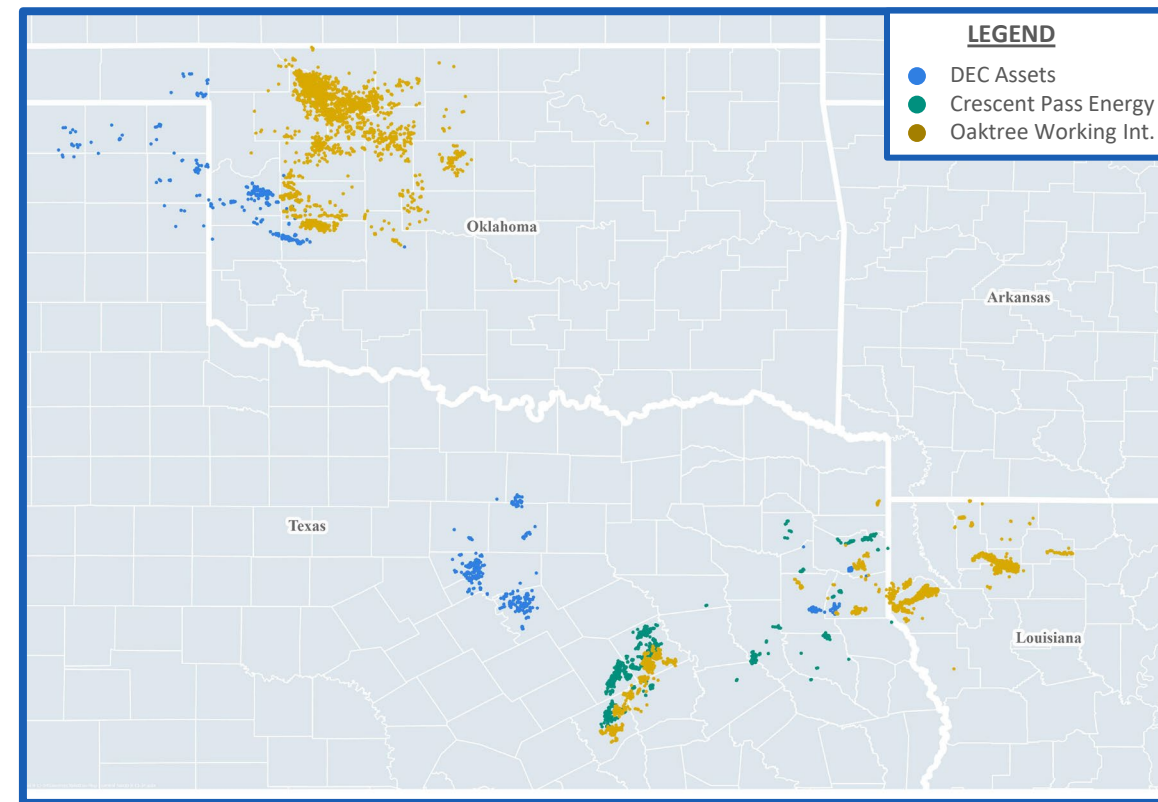 LEGEND
DEC Assets
Crescent Pass Energy
Oaktree Working Int.
Oklahoma
Arkansas
Texas
Louisiana